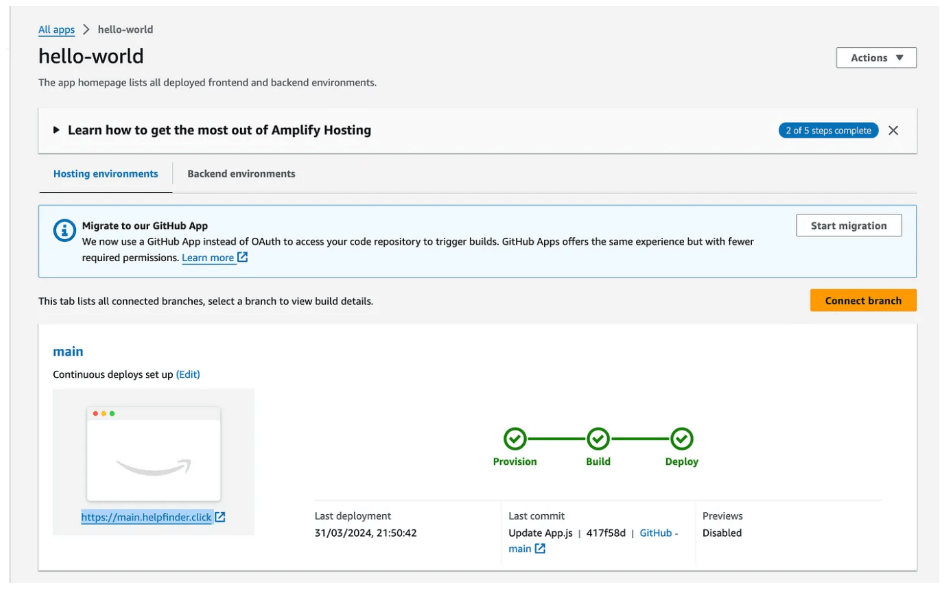 All apps > hello-world
hello-world
Actions ▼
The app homepage lists all deployed frontend and backend environments.
Learn how to get the most out of Amplify Hosting
2 of 5 steps complete
Hosting environments
Backend environments
Migrate to our GitHub App
Start migration
We now use a GitHub App instead of OAuth to access your code repository to trigger builds. GitHub Apps offers the same experience but with fewer
required permissions. Learn more
This tab lists all connected branches, select a branch to view build details.
Connect branch
main
Continuous deploys set up (Edit)
Provision
Build
Deploy
https://main.helpfinder.click
Last deployment
31/03/2024, 21:50:42
Last commit
Update App.js | 417f58d | GitHub -
main
Previews
Disabled